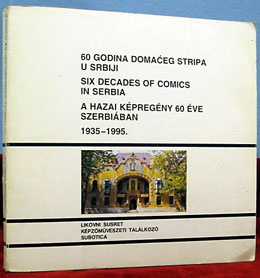 60 GODINA DOMAĆEG STRIPA
U SRBIJI
SIX DECADES OF COMICS
IN SERBIA
A HAZAI KÉPREGÉNY 60 ÉVE
SZERBIÁBAN
1935–1995.
LIKOVNI SUSRET
KÉPZŐMŰVÉSZETI TALÁLKOZÓ
SUBOTICA